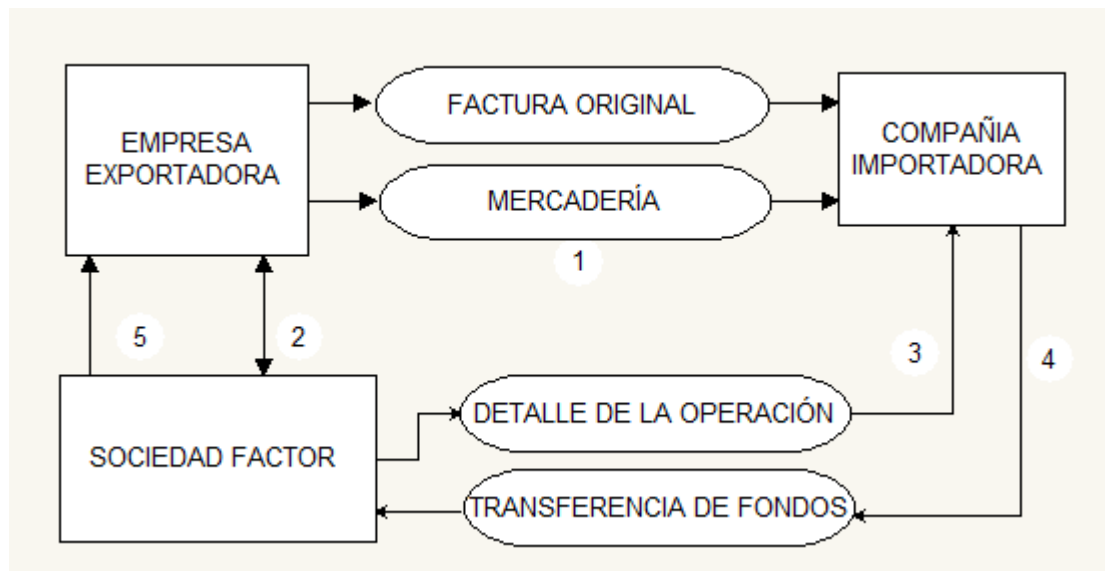 FACTURA ORIGINAL
EMPRESA
EXPORTADORA
COMPAÑIA
IMPORTADORA
MERCADERÍA
1
5
2
3
4
DETALLE DE LA OPERACIÓN
SOCIEDAD FACTOR
TRANSFERENCIA DE FONDOS